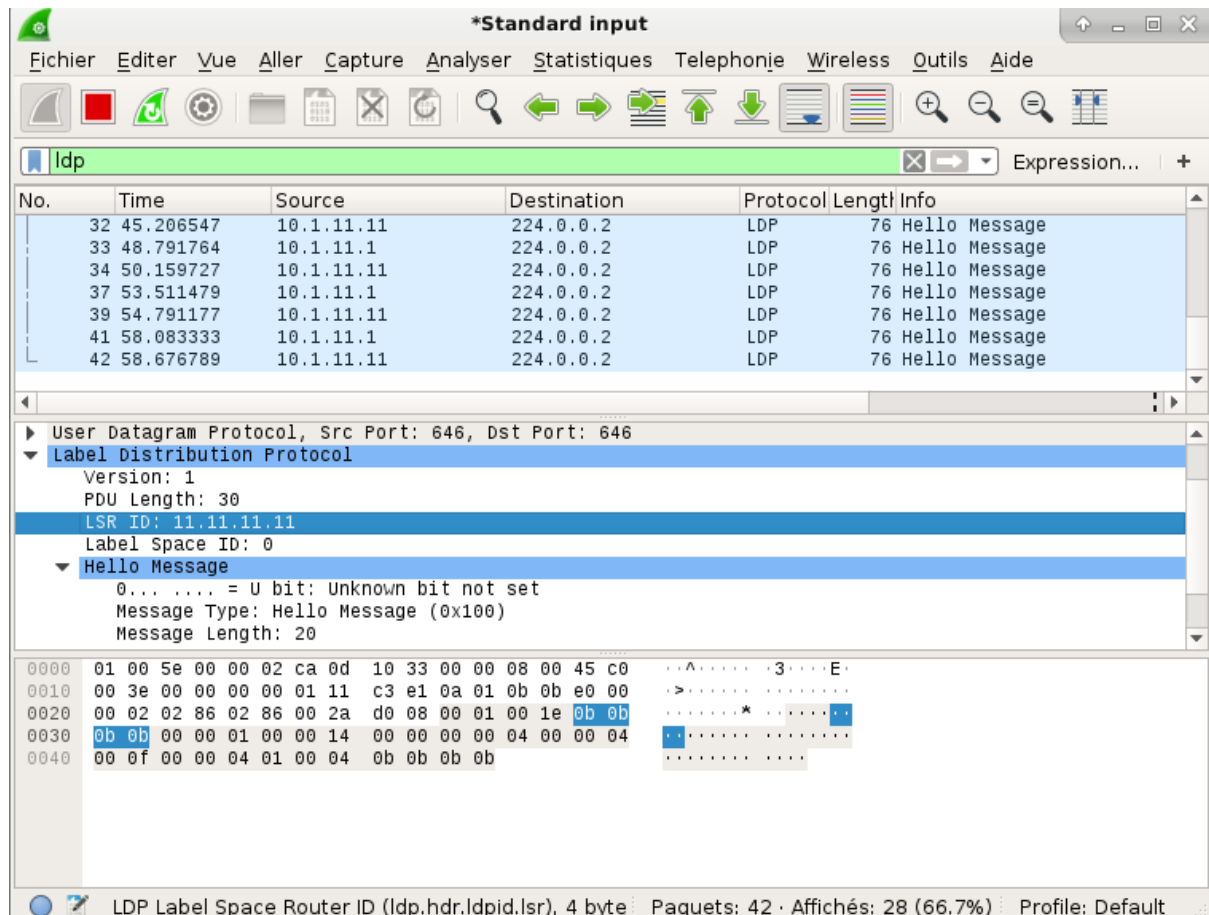 *Standard input
Fichier Editer Vue Aller Capture Analyser Statistiques Telephonie Wireless Outils Aide
ldp Expression... +
No. Time Source Destination Protocol Length Info
32 45.206547 10.1.11.11 224.0.0.2 LDP 76 Hello Message
33 48.791764 10.1.11.1 224.0.0.2 LDP 76 Hello Message
34 50.159727 10.1.11.11 224.0.0.2 LDP 76 Hello Message
37 53.511479 10.1.11.1 224.0.0.2 LDP 76 Hello Message
39 54.791177 10.1.11.11 224.0.0.2 LDP 76 Hello Message
41 58.083333 10.1.11.1 224.0.0.2 LDP 76 Hello Message
42 58.676789 10.1.11.11 224.0.0.2 LDP 76 Hello Message
User Datagram Protocol, Src Port: 646, Dst Port: 646
Label Distribution Protocol
Version: 1
PDU Length: 30
LSR ID: 11.11.11.11
Label Space ID: 0
Hello Message
0... .... = U bit: Unknown bit not set
Message Type: Hello Message (0x100)
Message Length: 20
0000 01 00 5e 00 00 02 ca 0d 10 33 00 00 08 00 45 c0 ··^····· ·3····E·
0010 00 3e 00 00 00 00 01 11 c3 e1 0a 01 0b 0b e0 00 ·>······ ········
0020 00 02 02 86 02 86 00 2a d0 08 00 01 00 1e 0b 0b ·······* ········
0030 0b 0b 00 00 01 00 00 14 00 00 00 00 04 00 00 04 ········ ········
0040 00 0f 00 00 04 01 00 04 0b 0b 0b 0b ········ ····
LDP Label Space Router ID (ldp.hdr.ldpid.lsr), 4 byte Paquets: 42 · Affichés: 28 (66.7%) Profile: Default